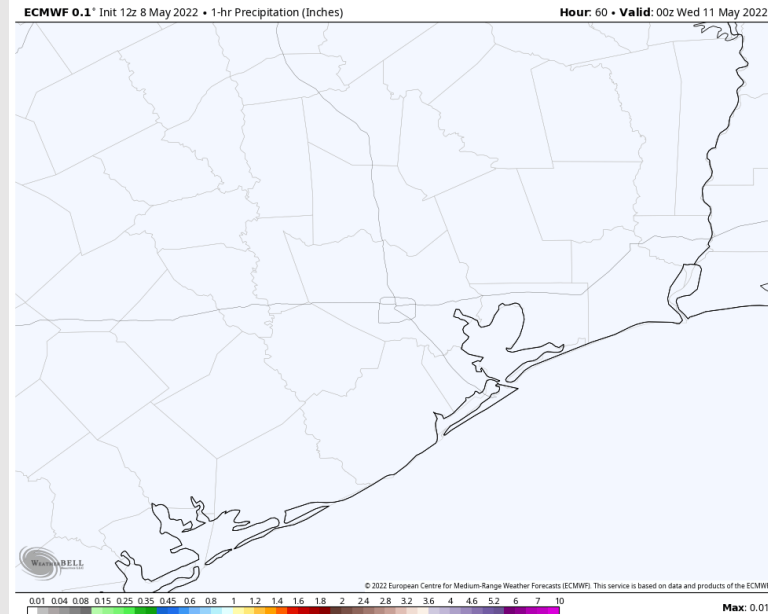 ECMWF 0.1° Init 12z 8 May 2022 • 1-hr Precipitation (Inches) Hour: 60 • Valid: 00z Wed 11 May 2022
WeatherBELL
© 2022 European Centre for Medium-Range Weather Forecasts (ECMWF). This service is based on data and products of the ECMWF
0.01 0.04 0.08 0.15 0.25 0.35 0.45 0.6 0.8 1 1.2 1.4 1.6 1.8 2 2.4 2.8 3.2 3.6 4 4.6 5.2 6 7 10
Max: 0.01